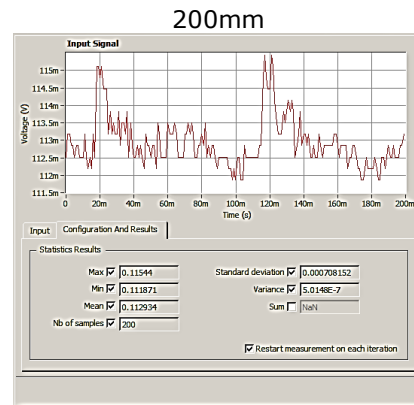 200mm
Input Signal
115m
114.5m
114m
113.5m
113m
112.5m
112m
111.5m
Voltage (V)
0 20m 40m 60m 80m 100m 120m 140m 160m 180m 200m
Time (s)
Input Configuration And Results
Statistics Results
Max 0.11544 Standard deviation 0.000708152
Min 0.111871 Variance 5.0148E-7
Mean 0.112934 Sum NaN
Nb of samples 200
Restart measurement on each iteration